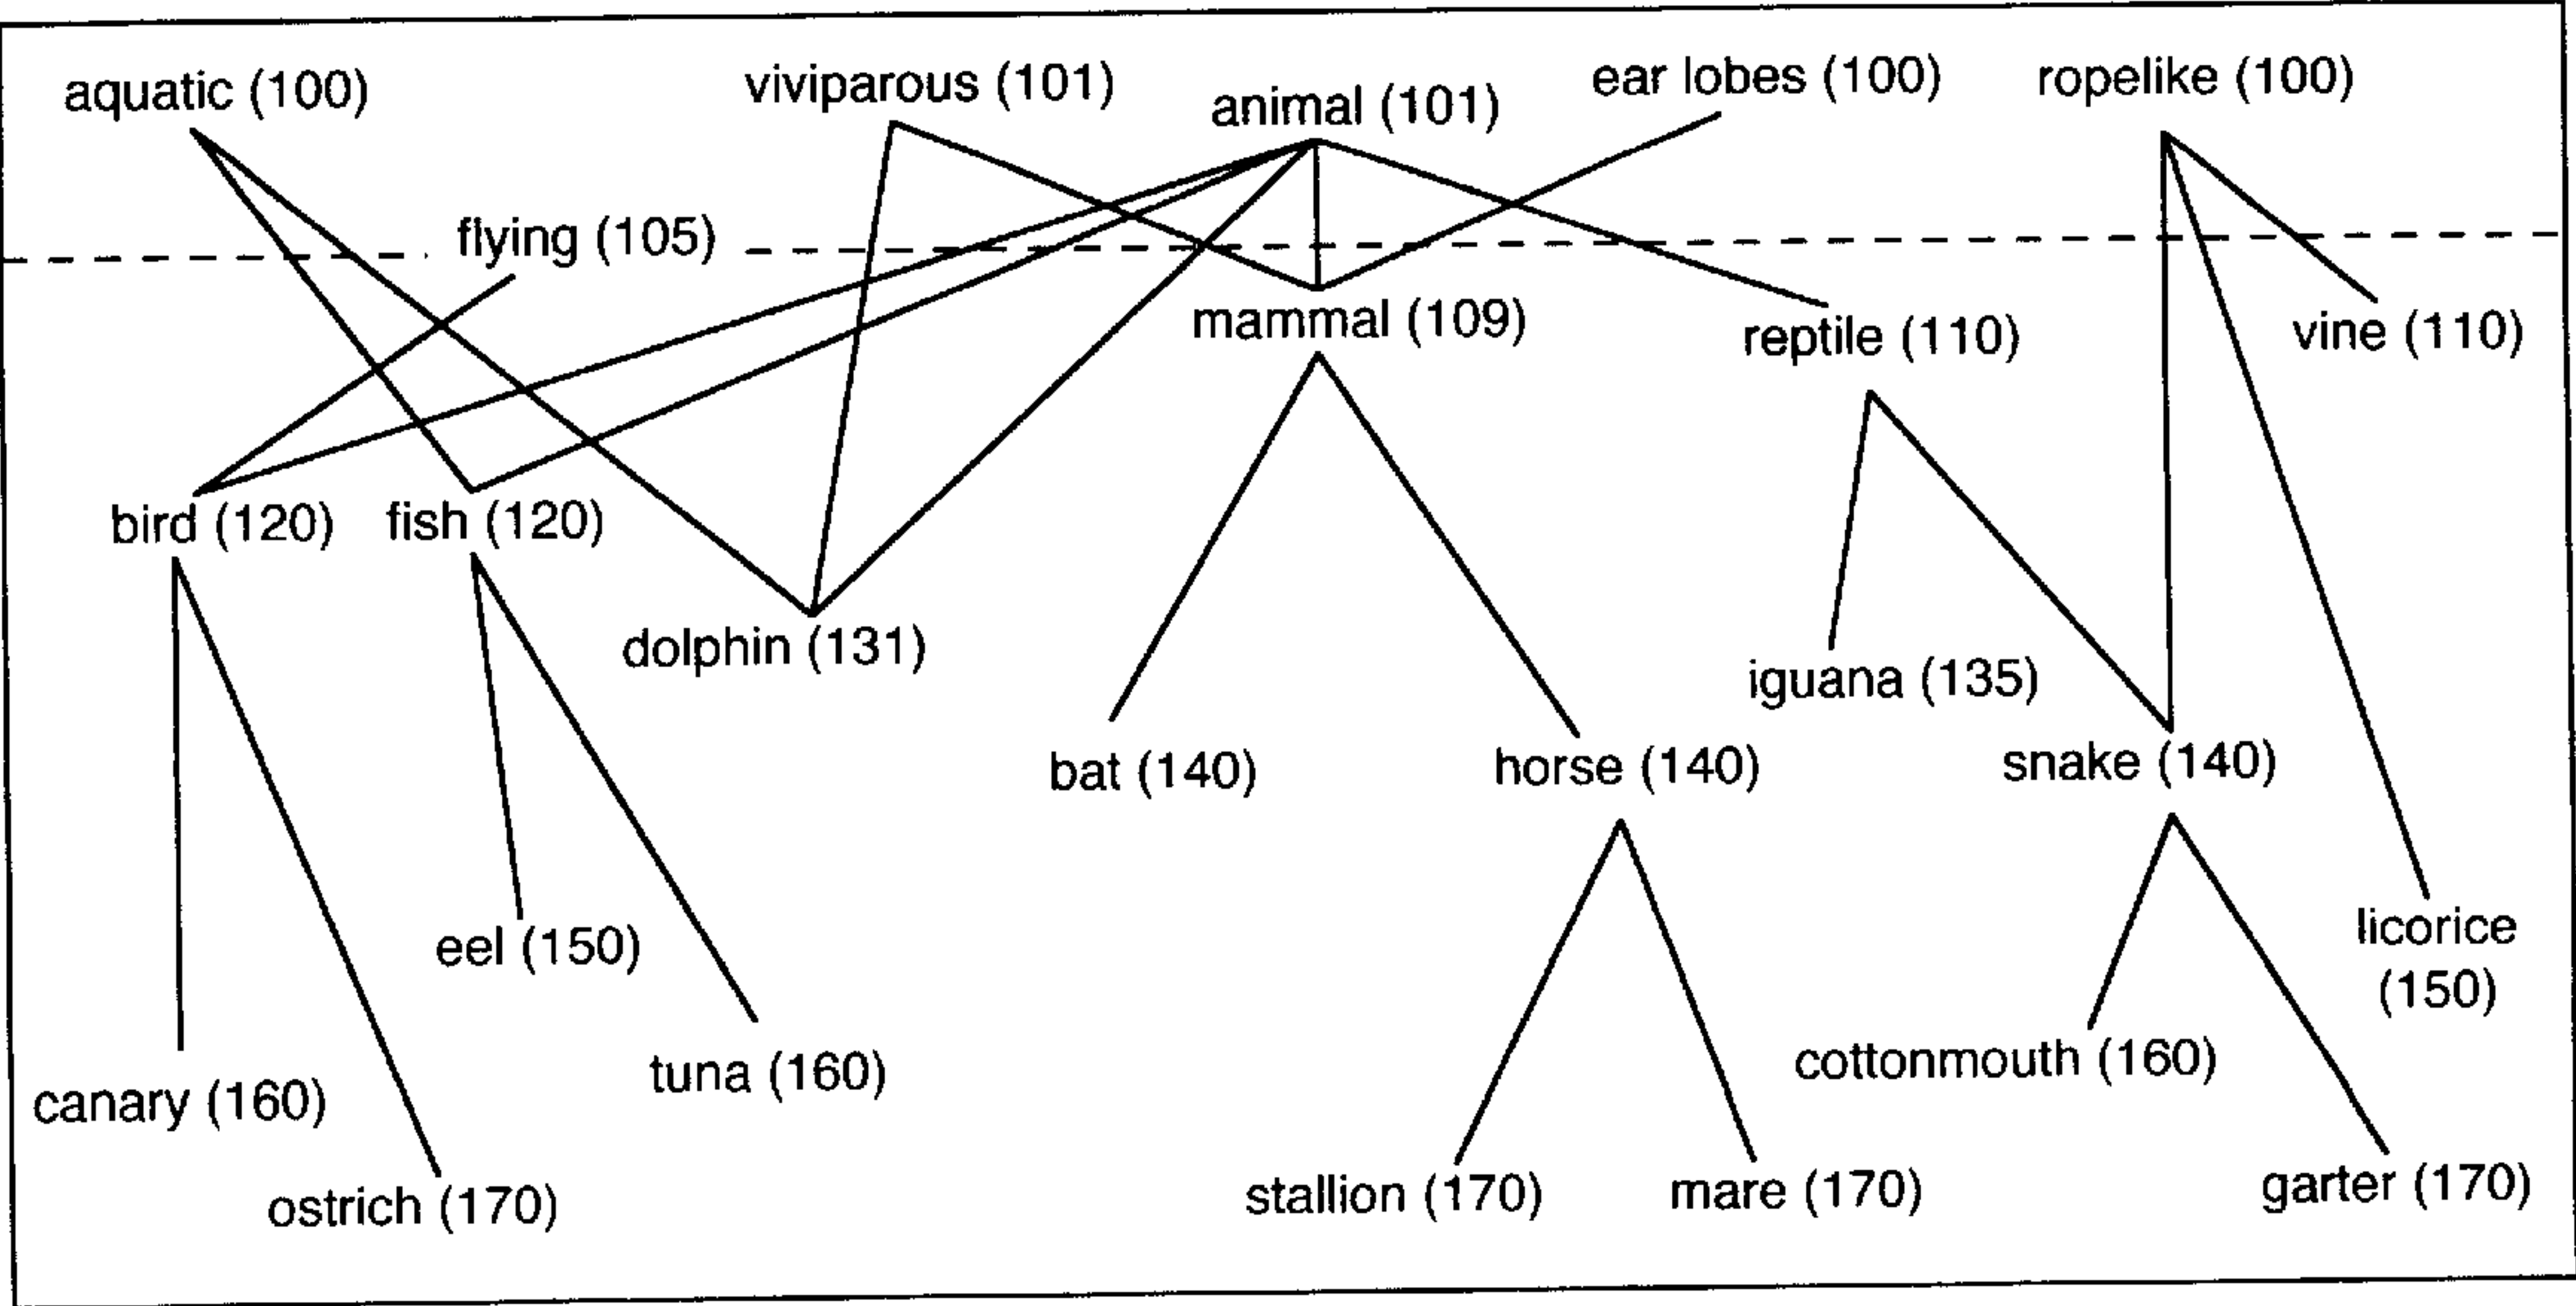 aquatic (100)
viviparous (101)
animal (101)
ear lobes (100)
ropelike (100)
flying (105)
mammal (109)
reptile (110)
vine (110)
bird (120)
fish (120)
dolphin (131)
iguana (135)
bat (140)
horse (140)
snake (140)
eel (150)
licorice
(150)
canary (160)
tuna (160)
cottonmouth (160)
ostrich (170)
stallion (170)
mare (170)
garter (170)